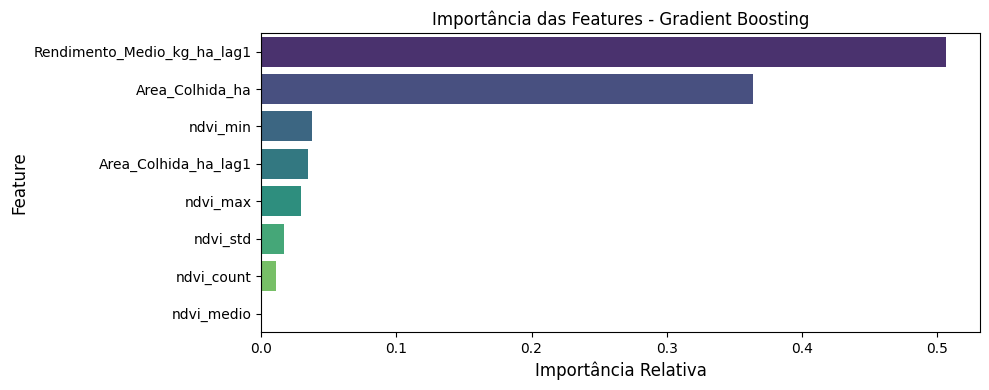 Importância das Features - Gradient Boosting
Feature
Rendimento_Medio_kg_ha_lag1
Area_Colhida_ha
ndvi_min
Area_Colhida_ha_lag1
ndvi_max
ndvi_std
ndvi_count
ndvi_medio
0.0 0.1 0.2 0.3 0.4 0.5
Importância Relativa